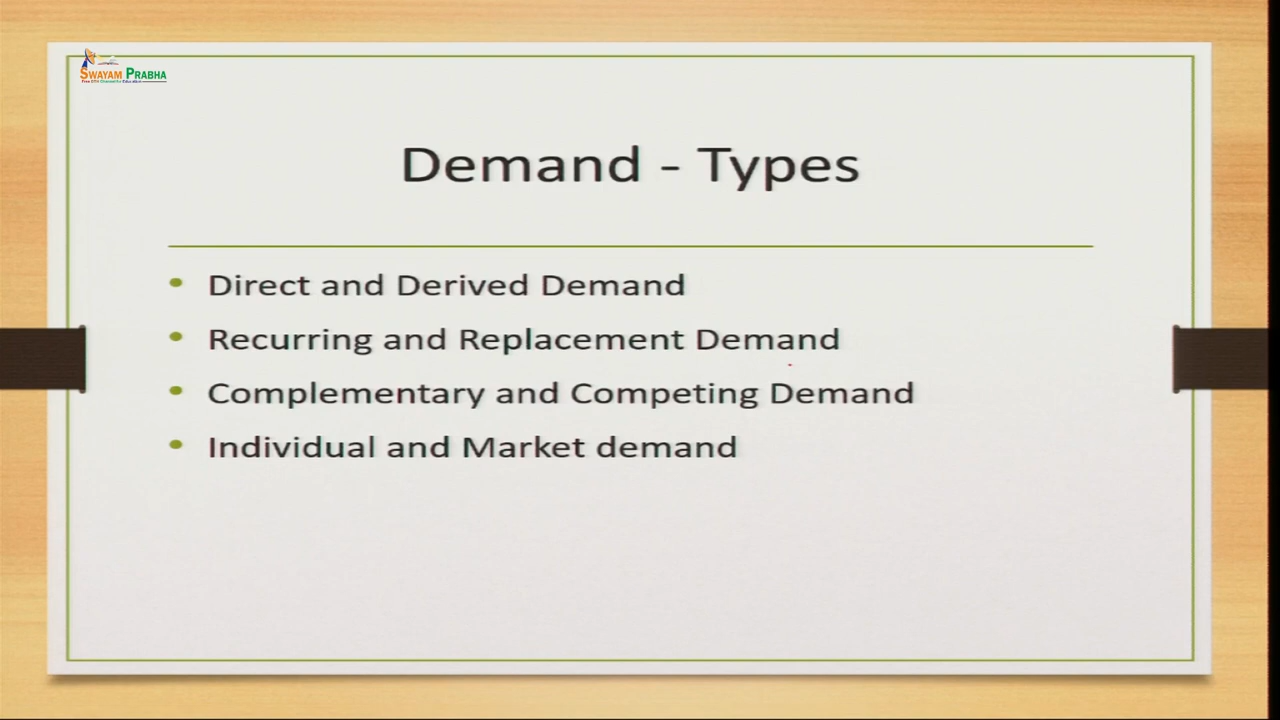 SWAYAM PRABHA
Demand - Types
• Direct and Derived Demand
• Recurring and Replacement Demand
• Complementary and Competing Demand
• Individual and Market demand